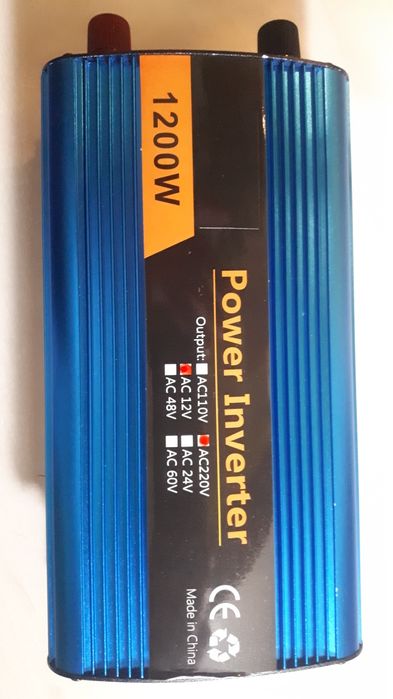 1200W
Power Inverter
Output: AC110V AC220V
AC 12V AC 24V
AC 48V AC 60V
CE
Made in China